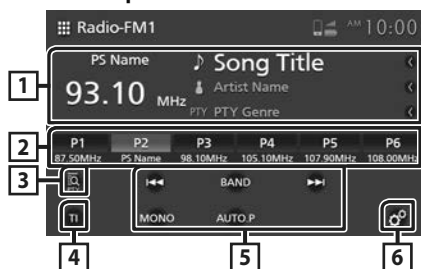 Radio-FM1 AM 10:00
PS Name Song Title
93.10 MHz Artist Name
PTY PTY Genre
1
2
P1 P2 P3 P4 P5 P6
87.50MHz PS Name 98.10MHz 105.10MHz 107.90MHz 108.00MHz
3
BAND
TI MONO AUTO.P
4 5 6